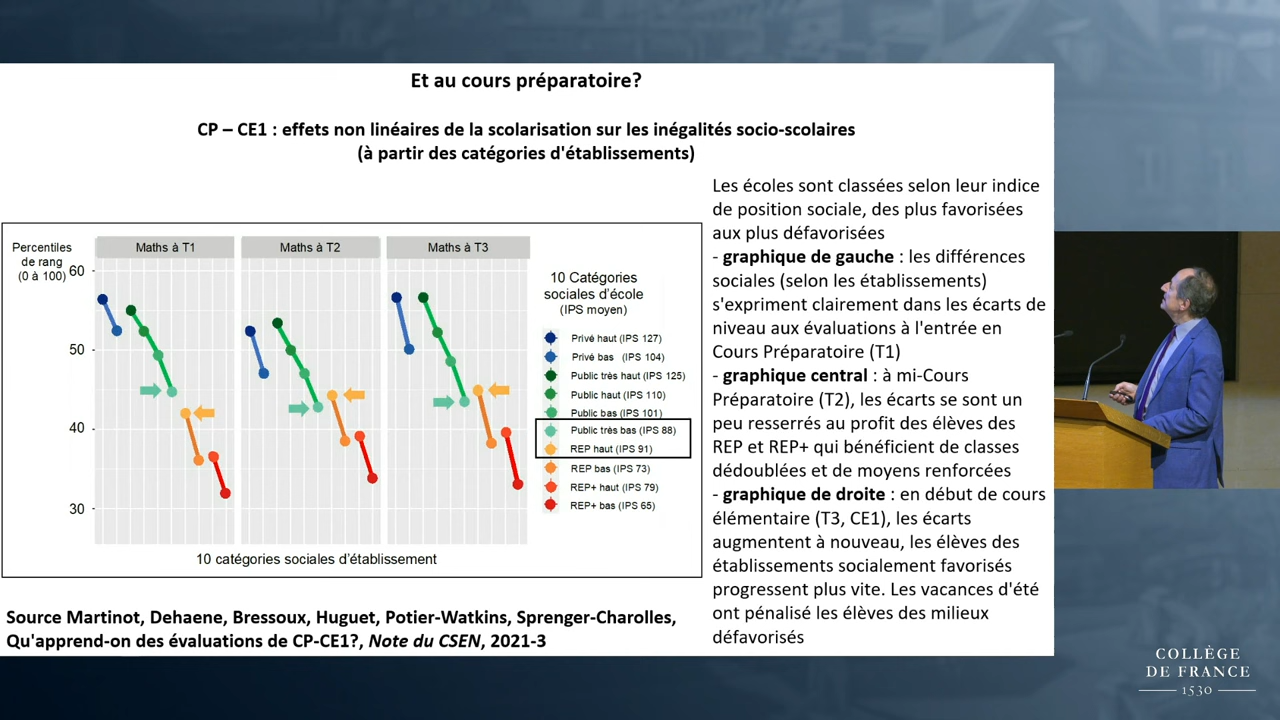 Et au cours préparatoire?
CP – CE1 : effets non linéaires de la scolarisation sur les inégalités socio-scolaires
(à partir des catégories d'établissements)
Percentiles
de rang
(0 à 100)
60
50
40
30
Maths à T1
Maths à T2
Maths à T3
10 catégories sociales d'établissement
10 Catégories
sociales d'école
(IPS moyen)
Privé haut (IPS 127)
Privé bas (IPS 104)
Public très haut (IPS 125)
Public haut (IPS 110)
Public bas (IPS 101)
Public très bas (IPS 88)
REP haut (IPS 91)
REP bas (IPS 73)
REP+ haut (IPS 79)
REP+ bas (IPS 65)
Les écoles sont classées selon leur indice
de position sociale, des plus favorisées
aux plus défavorisées
- graphique de gauche : les différences
sociales (selon les établissements)
s'expriment clairement dans les écarts de
niveau aux évaluations à l'entrée en
Cours Préparatoire (T1)
- graphique central : à mi-Cours
Préparatoire (T2), les écarts se sont un
peu resserrés au profit des élèves des
REP et REP+ qui bénéficient de classes
dédoublées et de moyens renforcées
- graphique de droite : en début de cours
élémentaire (T3, CE1), les écarts
augmentent à nouveau, les élèves des
établissements socialement favorisés
progressent plus vite. Les vacances d'été
ont pénalisé les élèves des milieux
défavorisés
Source Martinot, Dehaene, Bressoux, Huguet, Potier-Watkins, Sprenger-Charolles,
Qu'apprend-on des évaluations de CP-CE1?, Note du CSEN, 2021-3
COLLÈGE
DE FRANCE
1530